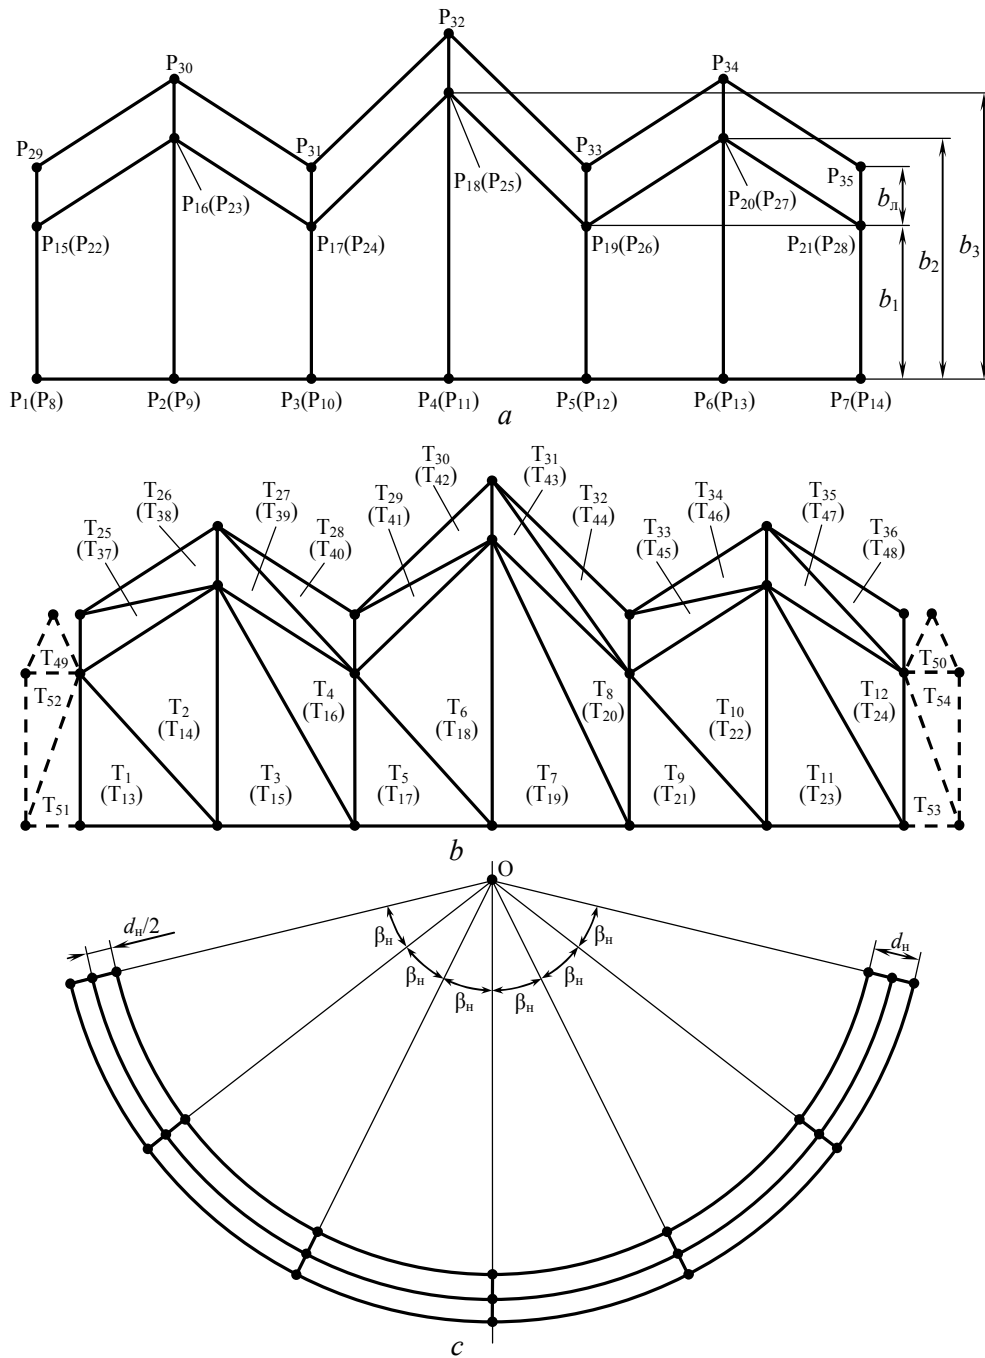 P32
P30
P34
P29
P31
P33
P35
P16(P23)
P18(P25)
P20(P27)
bл
P15(P22)
P17(P24)
P19(P26)
P21(P28)
b3
b2
b1
P1(P8)
P2(P9)
P3(P10)
P4(P11)
P5(P12)
P6(P13)
P7(P14)
a
T30
(T42)
T31
(T43)
T26
(T38)
T27
(T39)
T29
(T41)
T32
(T44)
T34
(T46)
T35
(T47)
T25
(T37)
T28
(T40)
T33
(T45)
T36
(T48)
T49
T50
T52
T54
T2
(T14)
T4
(T16)
T6
(T18)
T8
(T20)
T10
(T22)
T12
(T24)
T51
T1
(T13)
T3
(T15)
T5
(T17)
T7
(T19)
T9
(T21)
T11
(T23)
T53
b
O
dн/2
dн
βн
βн
βн
βн
βн
βн
c